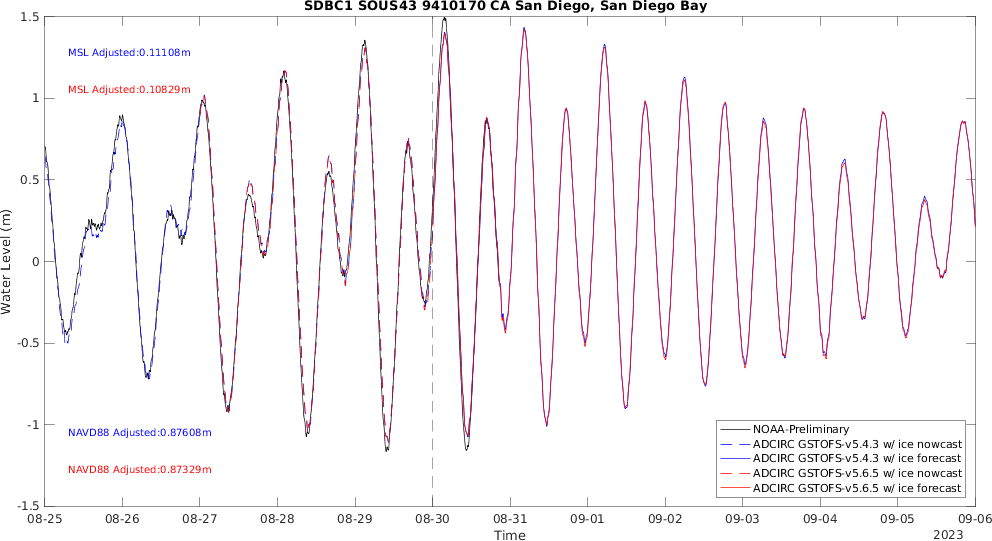 SDBC1 SOUS43 9410170 CA San Diego, San Diego Bay
1.5
1
0.5
0
-0.5
-1
-1.5
Water Level (m)
MSL Adjusted:0.11108m
MSL Adjusted:0.10829m
NAVD88 Adjusted:0.87608m
NAVD88 Adjusted:0.87329m
NOAA-Preliminary
ADCIRC GSTOFS-v5.4.3 w/ ice nowcast
ADCIRC GSTOFS-v5.4.3 w/ ice forecast
ADCIRC GSTOFS-v5.6.5 w/ ice nowcast
ADCIRC GSTOFS-v5.6.5 w/ ice forecast
08-25 08-26 08-27 08-28 08-29 08-30 08-31 09-01 09-02 09-03 09-04 09-05 09-06
Time
2023